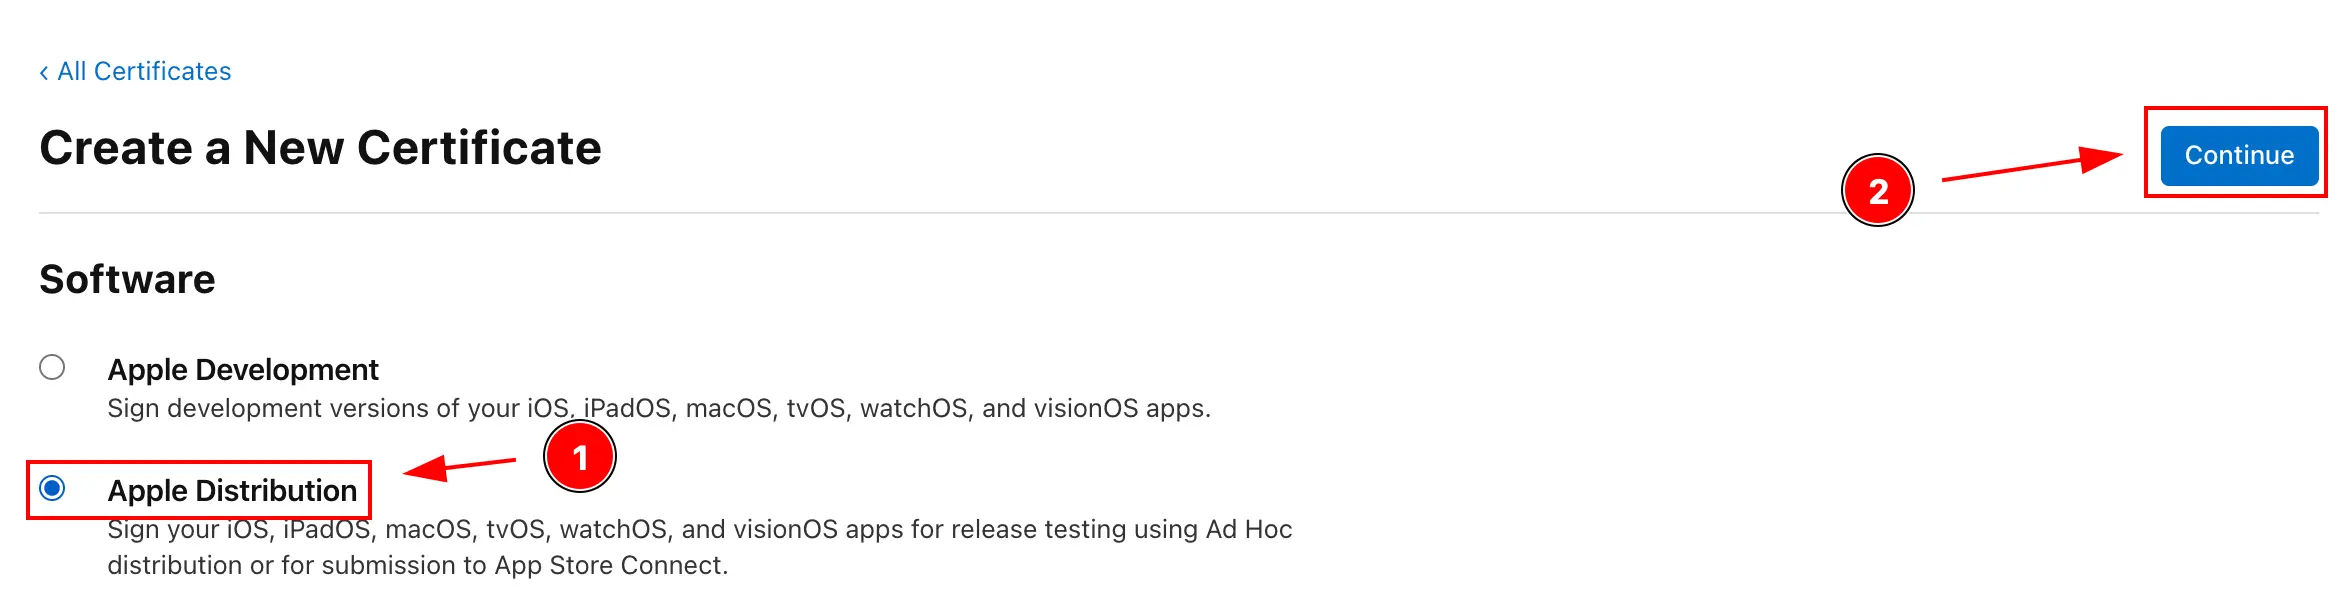 ‹ All Certificates
Create a New Certificate
Continue
2
Software
Apple Development
Sign development versions of your iOS, iPadOS, macOS, tvOS, watchOS, and visionOS apps.
1
Apple Distribution
Sign your iOS, iPadOS, macOS, tvOS, watchOS, and visionOS apps for release testing using Ad Hoc
distribution or for submission to App Store Connect.